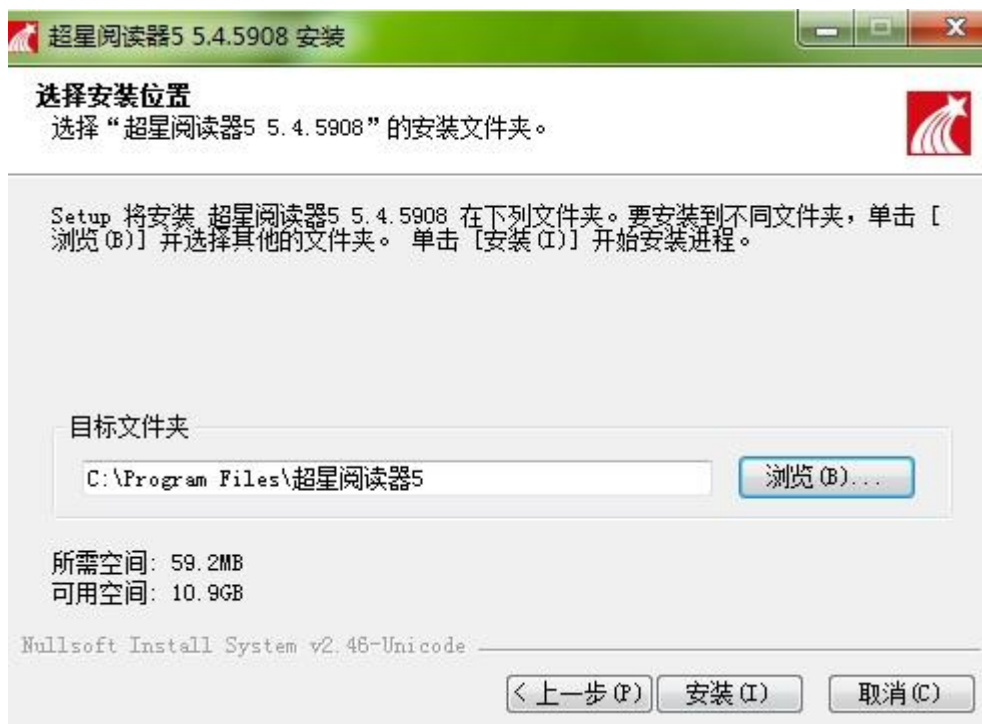 超星阅读器5 5.4.5908 安装
选择安装位置
选择“超星阅读器5 5.4.5908”的安装文件夹。
Setup 将安装 超星阅读器5 5.4.5908 在下列文件夹。要安装到不同文件夹，单击 [
浏览(B)] 并选择其他的文件夹。 单击 [安装(I)] 开始安装进程。
目标文件夹
C:\Program Files\超星阅读器5
浏览(B)...
所需空间: 59.2MB
可用空间: 10.9GB
Nullsoft Install System v2.46-Unicode
< 上一步(P) 安装(I) 取消(C)